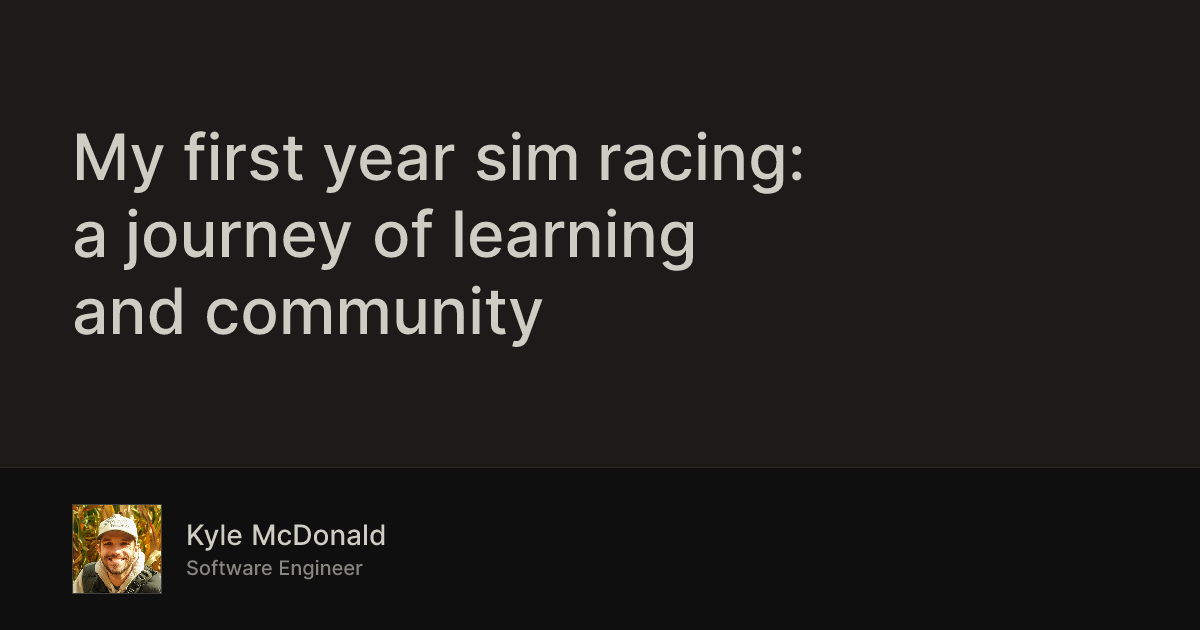 My first year sim racing:
a journey of learning
and community
Kyle McDonald
Software Engineer